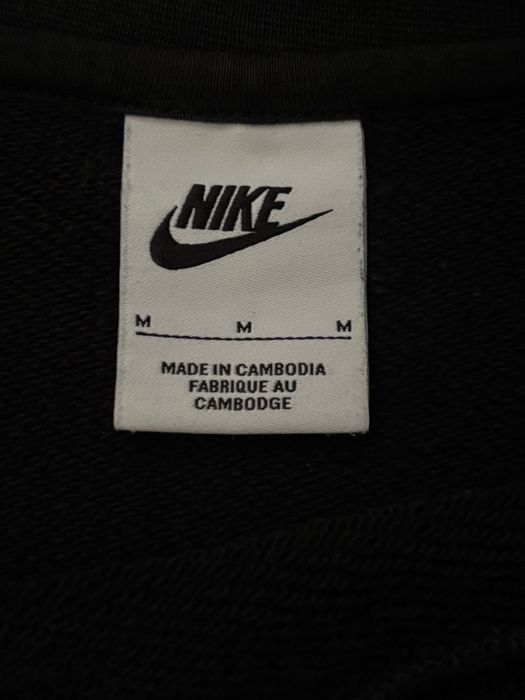 NIKE
M M M
MADE IN CAMBODIA
FABRIQUE AU
CAMBODGE